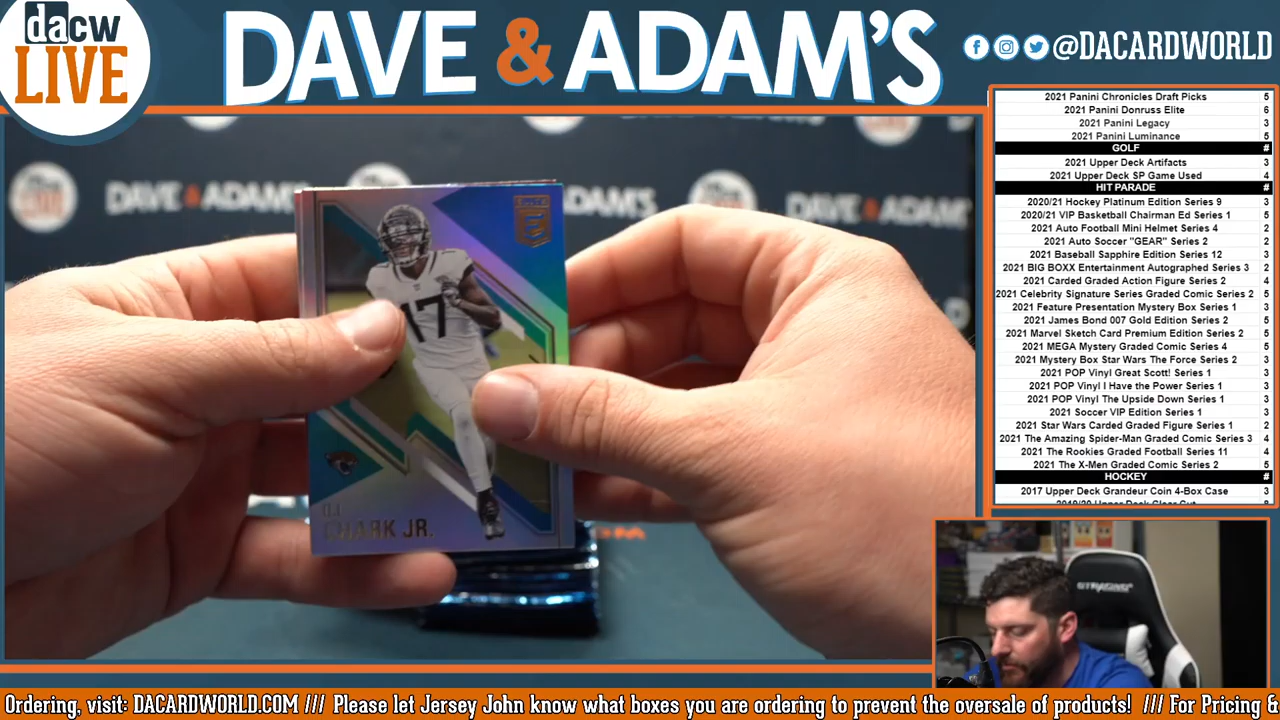 dacw
LIVE
DAVE & ADAM'S
@DACARDWORLD
2021 Panini Chronicles Draft Picks 5
2021 Panini Donruss Elite 6
2021 Panini Legacy 3
2021 Panini Luminance 5
GOLF #
2021 Upper Deck Artifacts 3
2021 Upper Deck SP Game Used 4
HIT PARADE #
2020/21 Hockey Platinum Edition Series 9 3
2020/21 VIP Basketball Chairman Ed Series 1 5
2021 Auto Football Mini Helmet Series 4 2
2021 Auto Soccer "GEAR" Series 2 2
2021 Baseball Sapphire Edition Series 12 3
2021 BIG BOXX Entertainment Autographed Series 3 2
2021 Carded Graded Action Figure Series 2 4
2021 Celebrity Signature Series Graded Comic Series 2 5
2021 Feature Presentation Mystery Box Series 1 3
2021 James Bond 007 Gold Edition Series 2 5
2021 Marvel Sketch Card Premium Edition Series 2 5
2021 MEGA Mystery Graded Comic Series 4 5
2021 Mystery Box Star Wars The Force Series 2 3
2021 POP Vinyl Great Scott! Series 1 3
2021 POP Vinyl I Have the Power Series 1 3
2021 POP Vinyl The Upside Down Series 1 5
2021 Soccer VIP Edition Series 1 3
2021 Star Wars Carded Graded Figure Series 1 2
2021 The Amazing Spider-Man Graded Comic Series 3 4
2021 The Rookies Graded Football Series 11 4
2021 The X-Men Graded Comic Series 2 5
HOCKEY #
2017 Upper Deck Grandeur Coin 4-Box Case 3
DAVE & ADAM'S
17
ELITE
E
D.J.
CHARK JR.
GTRACING
Ordering, visit: DACARDWORLD.COM /// Please let Jersey John know what boxes you are ordering to prevent the oversale of products! /// For Pricing &